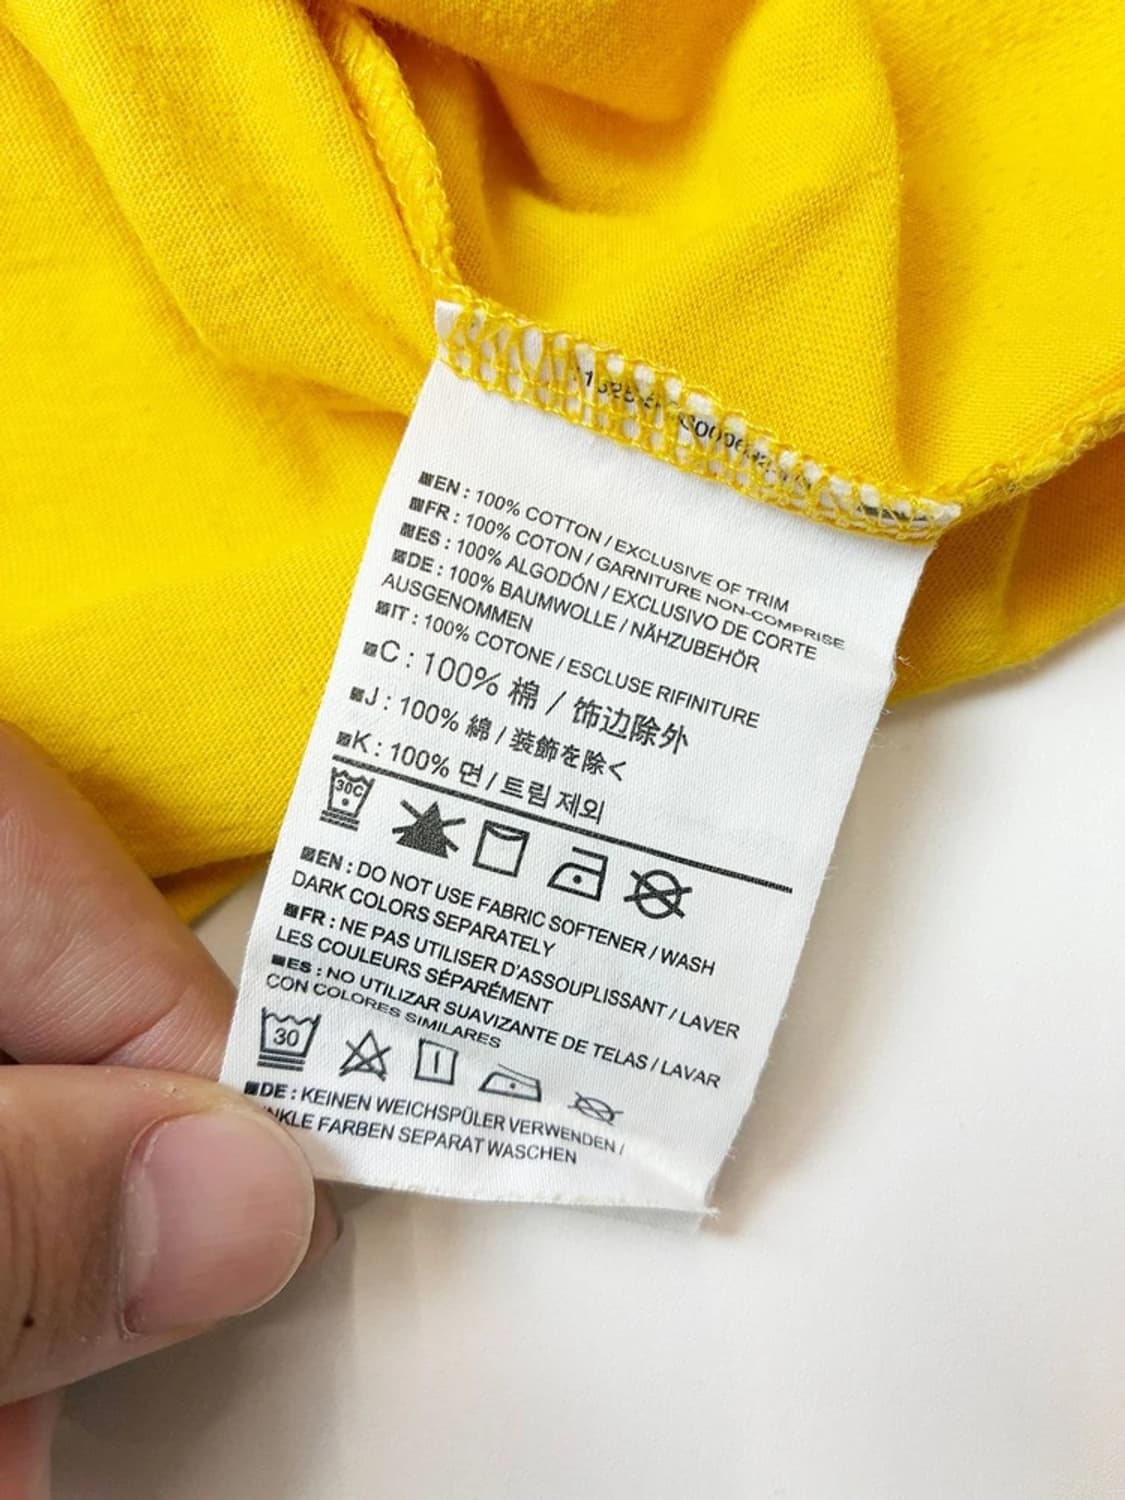 EN : 100% COTTON / EXCLUSIVE OF TRIM
FR : 100% COTON / GARNITURE NON-COMPRISE
ES : 100% ALGODÓN / EXCLUSIVO DE CORTE
DE : 100% BAUMWOLLE / NÄHZUBEHÖR
AUSGENOMMEN
IT : 100% COTONE / ESCLUSE RIFINITURE
C : 100% 棉 / 饰边除外
J : 100% 綿 / 装飾を除く
K : 100% 면 / 트림 제외
30C
EN : DO NOT USE FABRIC SOFTENER / WASH
DARK COLORS SEPARATELY
FR : NE PAS UTILISER D'ASSOUPLISSANT / LAVER
LES COULEURS SÉPARÉMENT
ES : NO UTILIZAR SUAVIZANTE DE TELAS / LAVAR
CON COLORES SIMILARES
30
DE : KEINEN WEICHSPÜLER VERWENDEN /
FARBEN SEPARAT WASCHEN